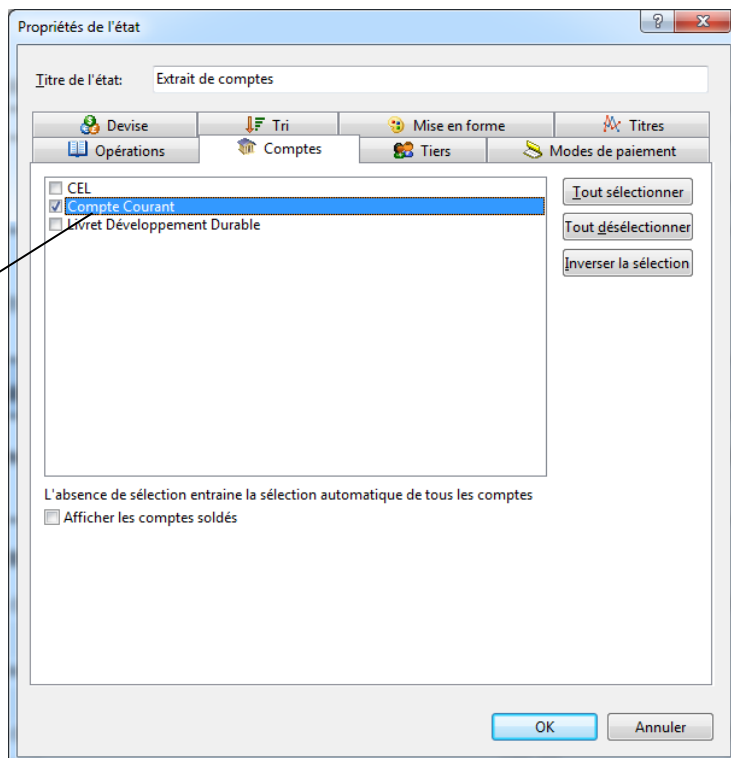 Propriétés de l'état
Titre de l'état: Extrait de comptes
Devise Tri Mise en forme Titres
Opérations Comptes Tiers Modes de paiement
CEL
Compte Courant
Livret Développement Durable
Tout sélectionner
Tout désélectionner
Inverser la sélection
L'absence de sélection entraine la sélection automatique de tous les comptes
Afficher les comptes soldés
OK Annuler